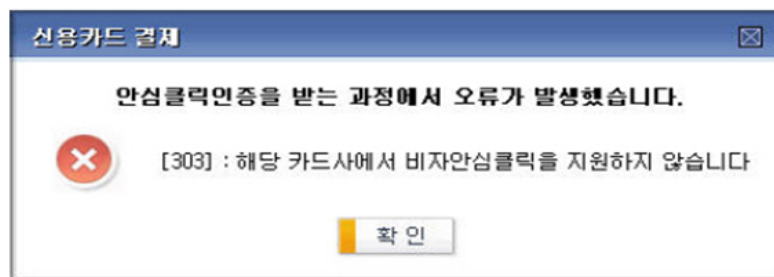 신용카드 결제
안심클릭인증을 받는 과정에서 오류가 발생했습니다.
[303] : 해당 카드사에서 비자안심클릭을 지원하지 않습니다
확인